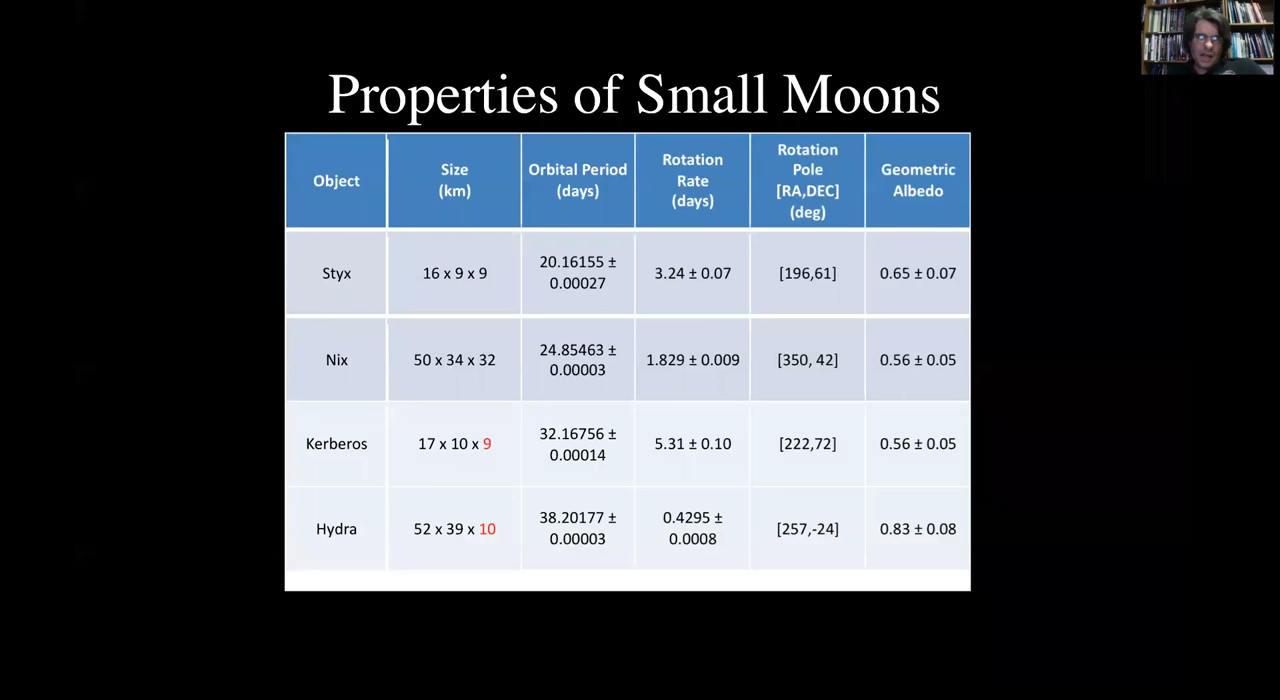 Properties of Small Moons
Object
Size
(km)
Orbital Period
(days)
Rotation
Rate
(days)
Rotation
Pole
[RA,DEC]
(deg)
Geometric
Albedo
Styx
16 x 9 x 9
20.16155 ±
0.00027
3.24 ± 0.07
[196,61]
0.65 ± 0.07
Nix
50 x 34 x 32
24.85463 ±
0.00003
1.829 ± 0.009
[350, 42]
0.56 ± 0.05
Kerberos
17 x 10 x 9
32.16756 ±
0.00014
5.31 ± 0.10
[222,72]
0.56 ± 0.05
Hydra
52 x 39 x 10
38.20177 ±
0.00003
0.4295 ±
0.0008
[257,-24]
0.83 ± 0.08